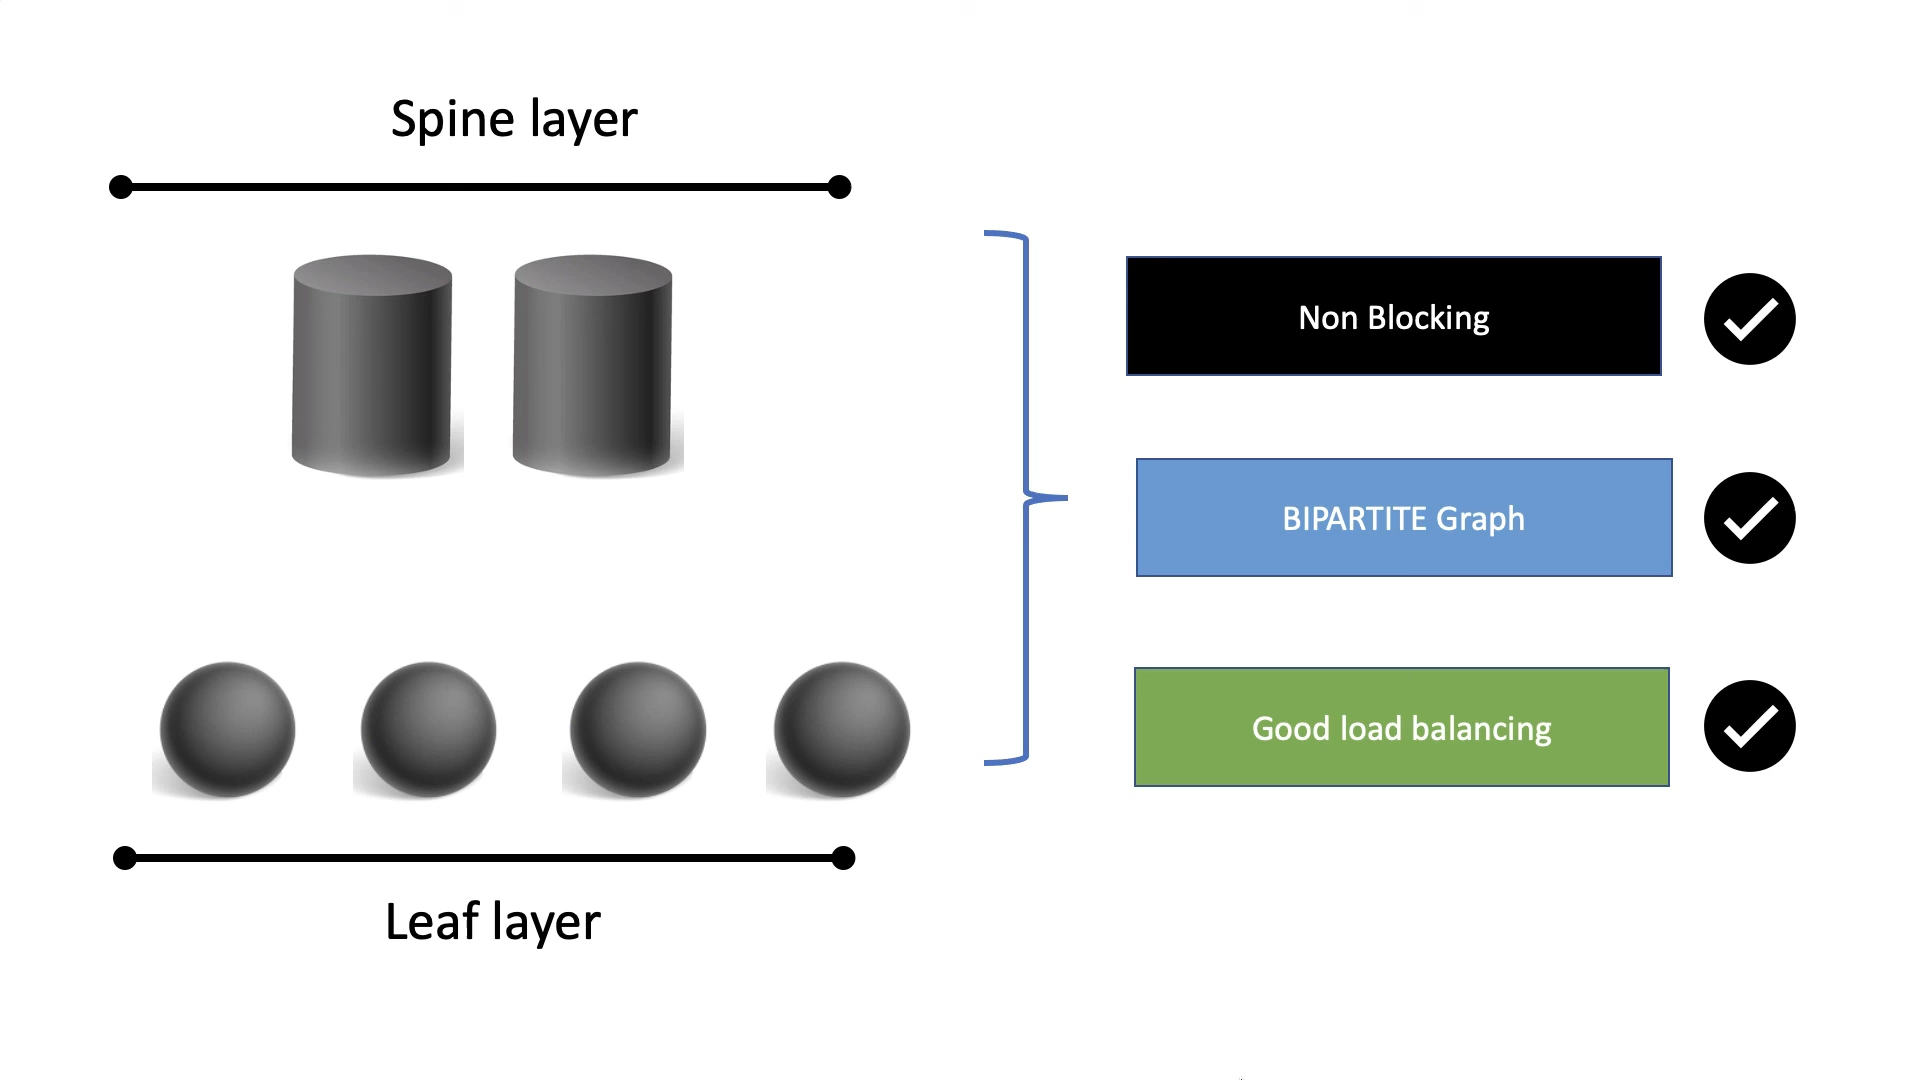 Spine layer
Non Blocking
BIPARTITE Graph
Good load balancing
Leaf layer